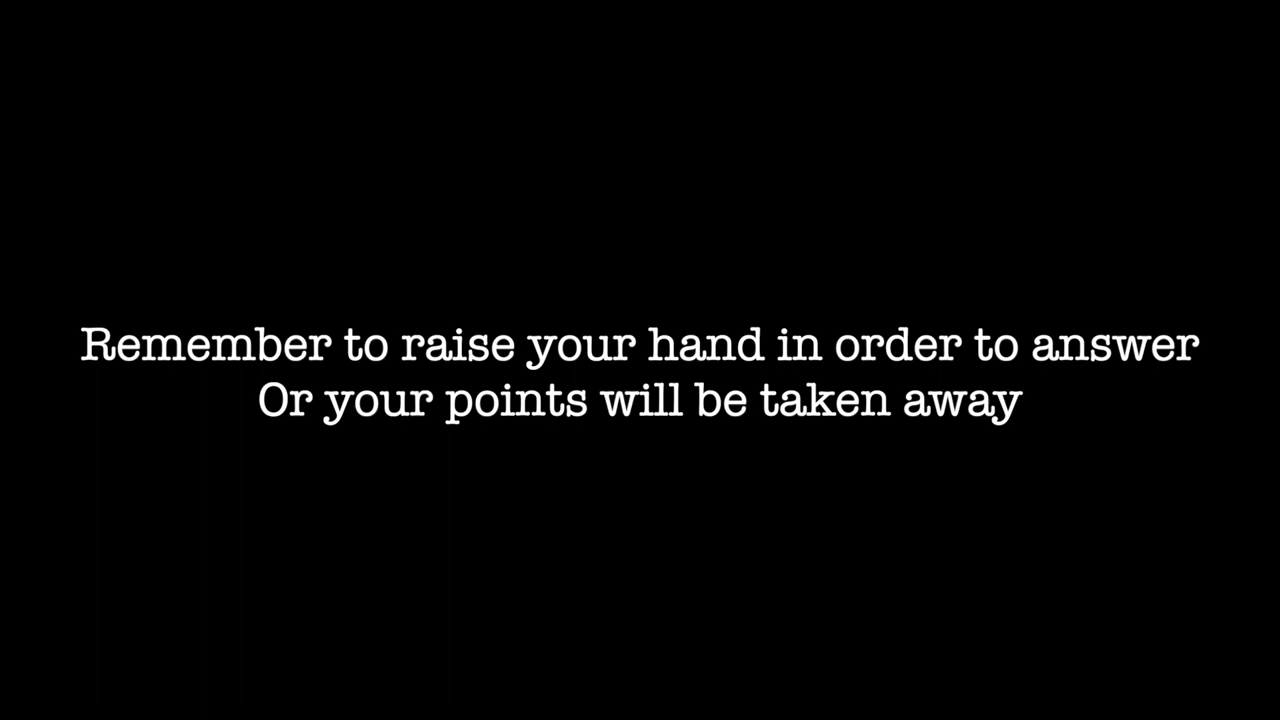 Remember to raise your hand in order to answer
Or your points will be taken away